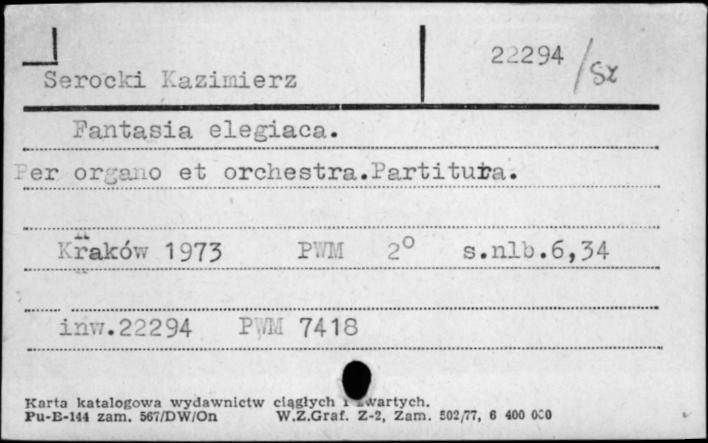 22294/Sz
Serocki Kazimierz
Fantasia elegiaca.
Per organo et orchestra.Partitura.
Kraków 1973 PWM 2° s.nlb.6,34
inw.22294 PWM 7418
Karta katalogowa wydawnictw ciągłych i zwartych.
Pu-B-144 zam. 567/DW/On W.Z.Graf. Z-2, Zam. 502/77, 6 400 000